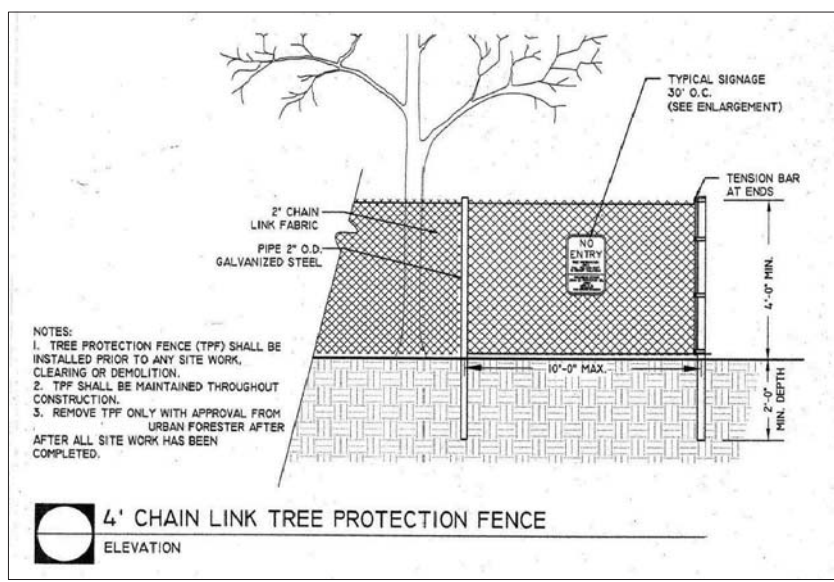 TYPICAL SIGNAGE
30' O.C.
(SEE ENLARGEMENT)
TENSION BAR
AT ENDS
2" CHAIN
LINK FABRIC
PIPE 2" O.D.
GALVANIZED STEEL
NO
ENTRY
4'-0" MIN.
10'-0" MAX.
2'-0"
MIN. DEPTH
NOTES:
1. TREE PROTECTION FENCE (TPF) SHALL BE
INSTALLED PRIOR TO ANY SITE WORK,
CLEARING OR DEMOLITION.
2. TPF SHALL BE MAINTAINED THROUGHOUT
CONSTRUCTION.
3. REMOVE TPF ONLY WITH APPROVAL FROM
URBAN FORESTER AFTER
AFTER ALL SITE WORK HAS BEEN
COMPLETED.
4' CHAIN LINK TREE PROTECTION FENCE
ELEVATION